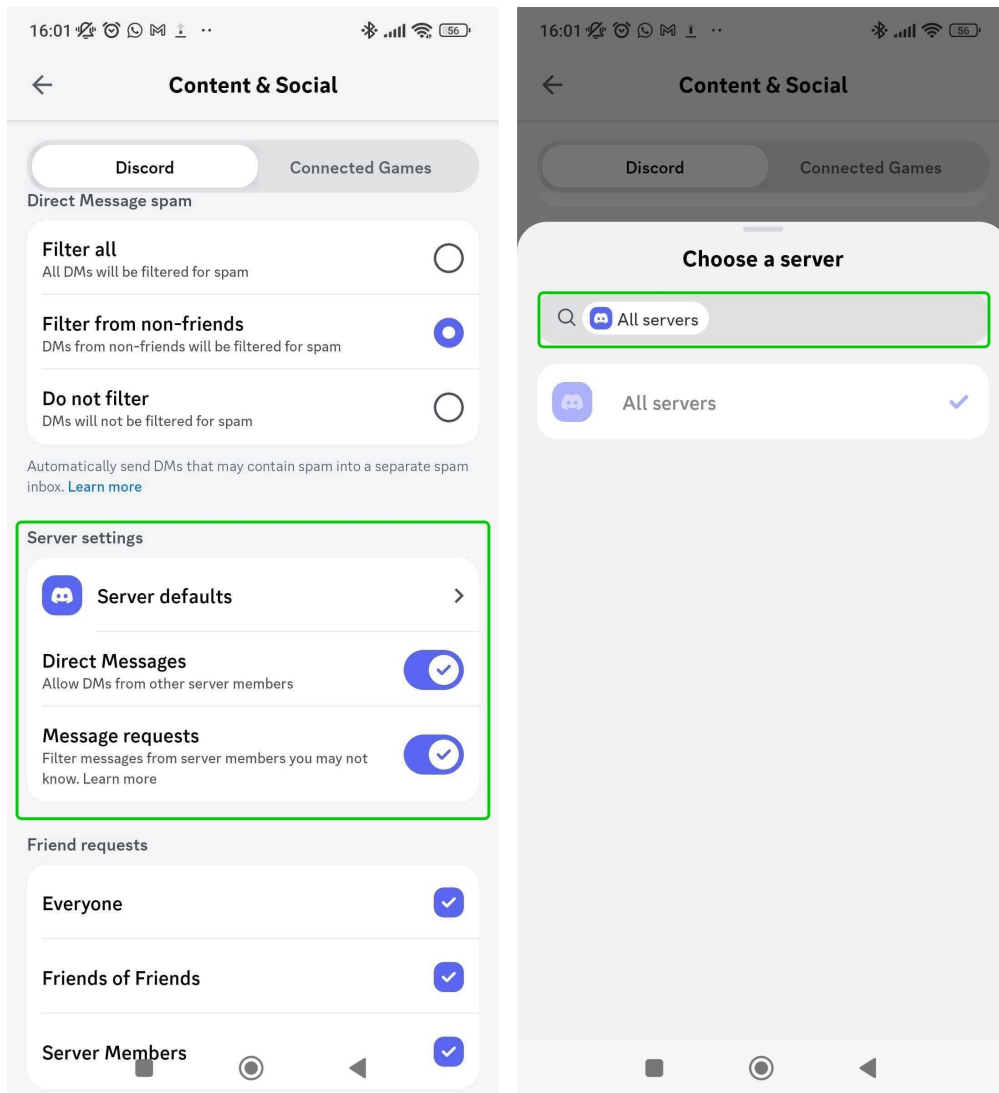 16:01
56
Content & Social
Discord
Connected Games
Direct Message spam
Filter all
All DMs will be filtered for spam
Filter from non-friends
DMs from non-friends will be filtered for spam
Do not filter
DMs will not be filtered for spam
Automatically send DMs that may contain spam into a separate spam
inbox. Learn more
Server settings
Server defaults
Direct Messages
Allow DMs from other server members
Message requests
Filter messages from server members you may not
know. Learn more
Friend requests
Everyone
Friends of Friends
Server Members
16:01
56
Content & Social
Discord
Connected Games
Choose a server
All servers
All servers